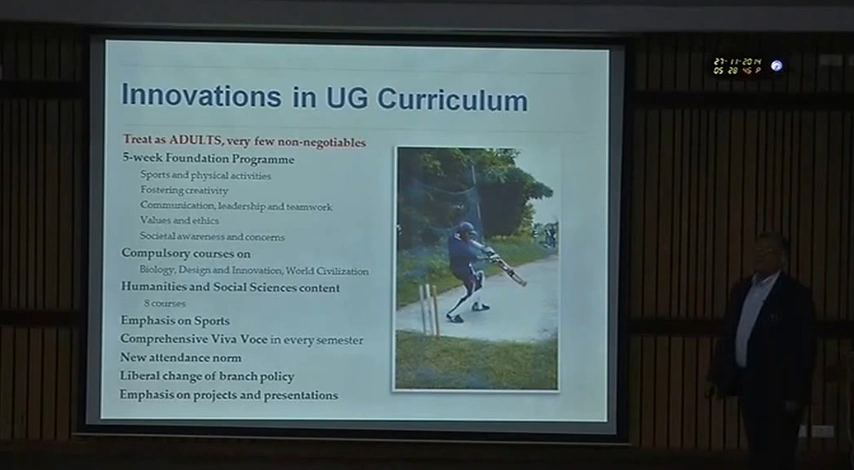 27-11-2014
05 28 45 P
Innovations in UG Curriculum
Treat as ADULTS, very few non-negotiables
5-week Foundation Programme
Sports and physical activities
Fostering creativity
Communication, leadership and teamwork
Values and ethics
Societal awareness and concerns
Compulsory courses on
Biology, Design and Innovation, World Civilization
Humanities and Social Sciences content
8 courses
Emphasis on Sports
Comprehensive Viva Voce in every semester
New attendance norm
Liberal change of branch policy
Emphasis on projects and presentations